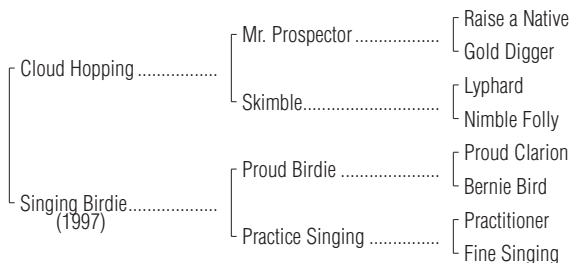 Raise a Native
Mr. Prospector ...................
Gold Digger
Cloud Hopping .................
Lyphard
Skimble..............................
Nimble Folly
Proud Clarion
Proud Birdie .....................
Bernie Bird
Singing Birdie...................
(1997)
Practitioner
Practice Singing ...............
Fine Singing